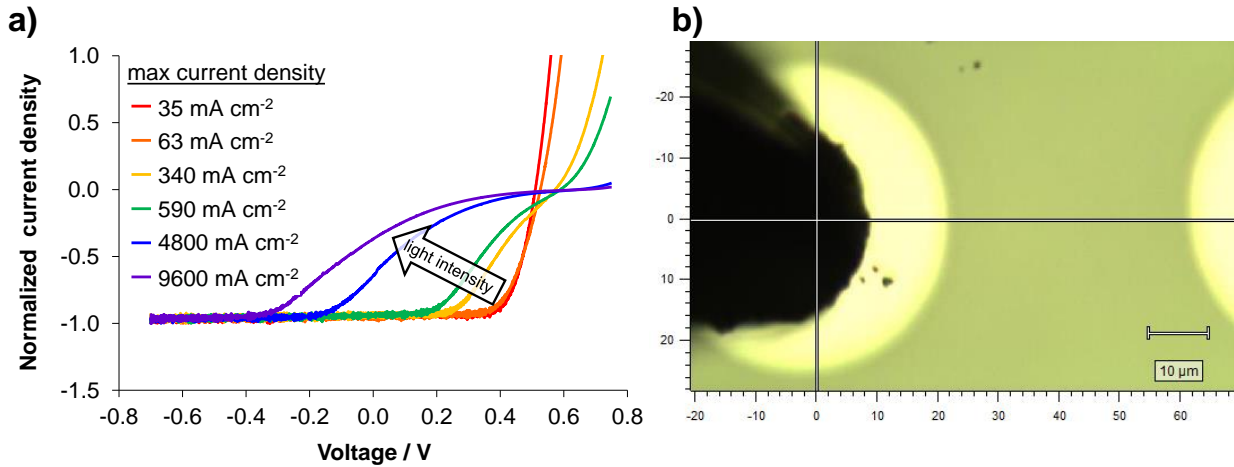 a)
Normalized current density
1.0
0.5
0.0
-0.5
-1.0
-1.5
max current density
35 mA cm-2
63 mA cm-2
340 mA cm-2
590 mA cm-2
4800 mA cm-2
9600 mA cm-2
light intensity
-0.8 -0.6 -0.4 -0.2 0.0 0.2 0.4 0.6 0.8
Voltage / V
b)
-20
-10
0
10
20
10 µm
-20 -10 0 10 20 30 40 50 60